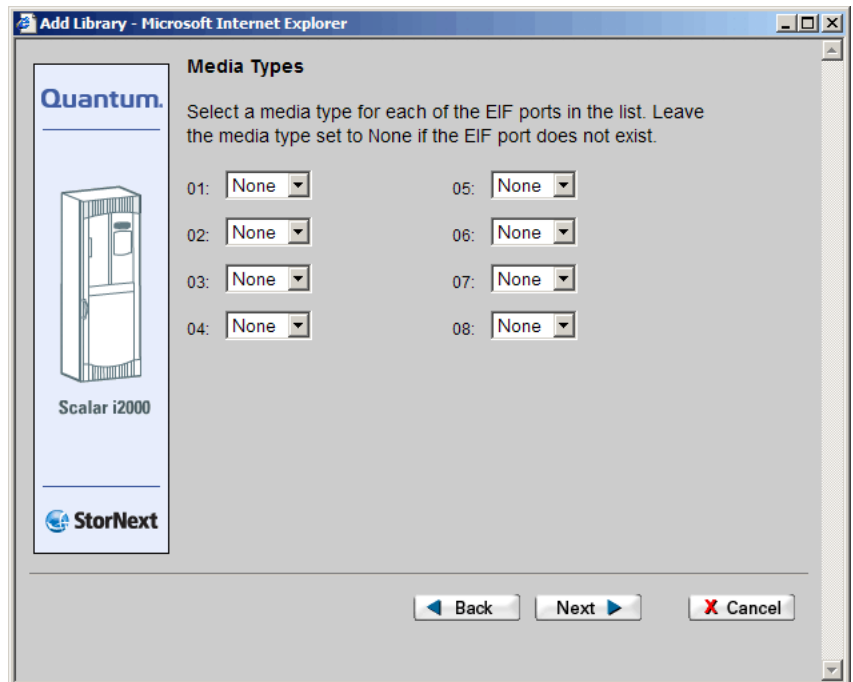 Add Library - Microsoft Internet Explorer
Quantum.
Scalar i2000
StorNext
Media Types
Select a media type for each of the EIF ports in the list. Leave
the media type set to None if the EIF port does not exist.
01: None 05: None
02: None 06: None
03: None 07: None
04: None 08: None
Back Next X Cancel